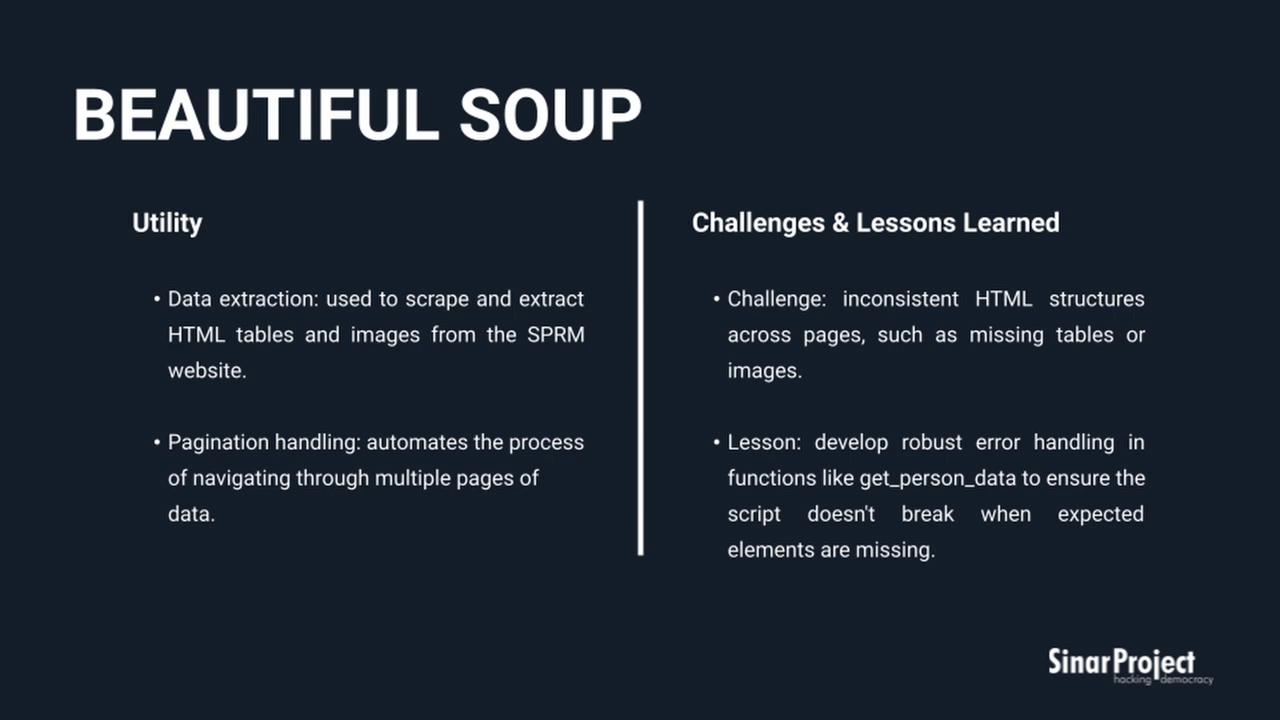 BEAUTIFUL SOUP
Utility
• Data extraction: used to scrape and extract
HTML tables and images from the SPRM
website.
• Pagination handling: automates the process
of navigating through multiple pages of
data.
Challenges & Lessons Learned
• Challenge: inconsistent HTML structures
across pages, such as missing tables or
images.
• Lesson: develop robust error handling in
functions like get_person_data to ensure the
script doesn't break when expected
elements are missing.
SinarProject
hacking democracy